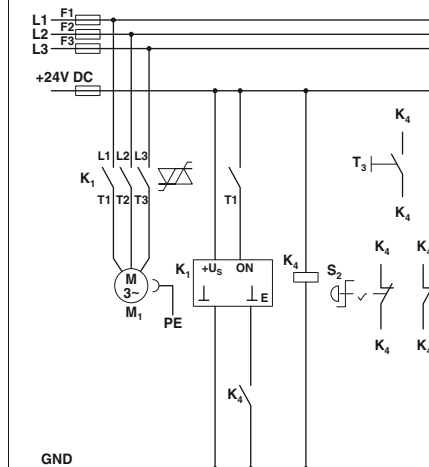 L1 F1
L2 F2
L3 F3
+24V DC
K4
L1 L2 L3
K1
T3
T1 T2 T3
T1
K4
K1 +US ON
K4 S2 K4 K4
M
3~
E
M1
PE
K4 K4
K4
GND